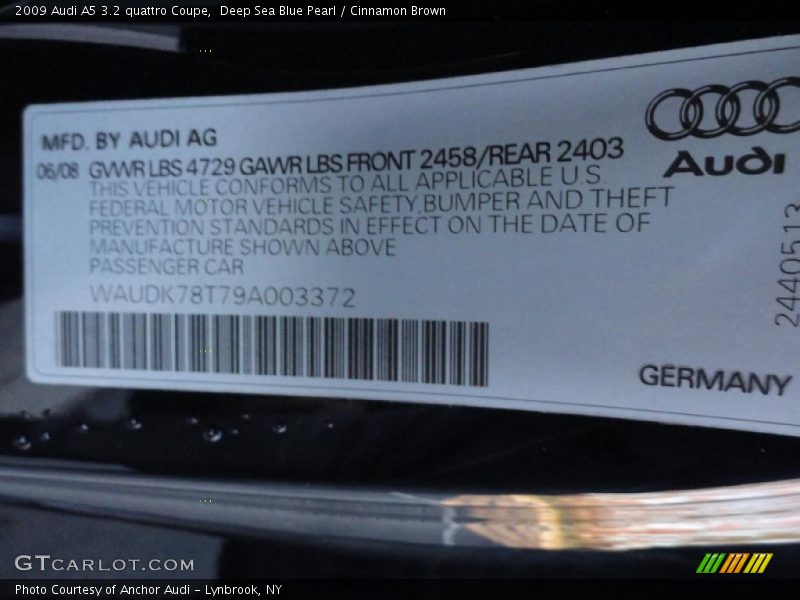 2009 Audi A5 3.2 quattro Coupe, Deep Sea Blue Pearl / Cinnamon Brown
MFD. BY AUDI AG
06/08 GVWR LBS 4729 GAWR LBS FRONT 2458/REAR 2403
THIS VEHICLE CONFORMS TO ALL APPLICABLE U.S
FEDERAL MOTOR VEHICLE SAFETY BUMPER AND THEFT
PREVENTION STANDARDS IN EFFECT ON THE DATE OF
MANUFACTURE SHOWN ABOVE
PASSENGER CAR
WAUDK78T79A003372
Audi
2440513
GERMANY
GTCARLOT.COM
Photo Courtesy of Anchor Audi - Lynbrook, NY